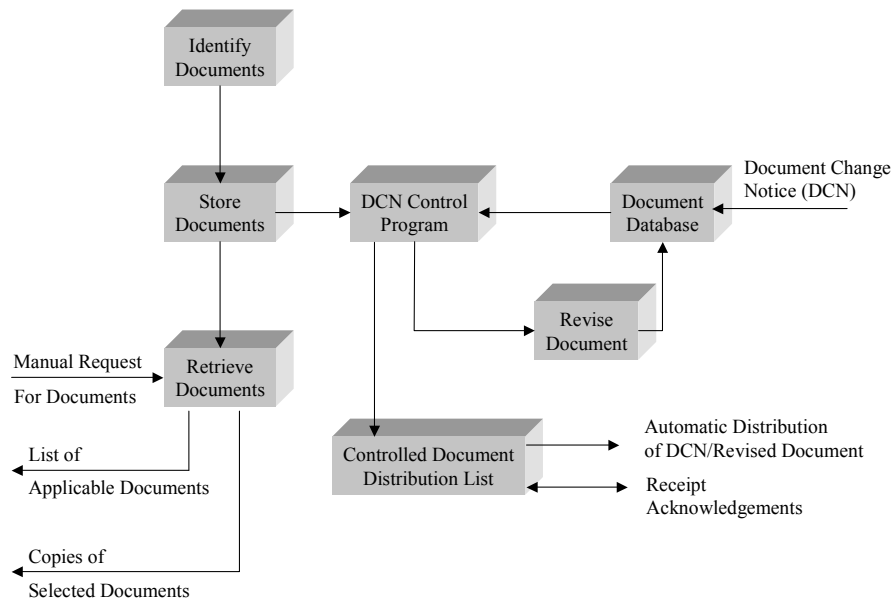 Identify
Documents
Store
Documents
DCN Control
Program
Document
Database
Document Change
Notice (DCN)
Revise
Document
Manual Request
For Documents
Retrieve
Documents
List of
Applicable Documents
Copies of
Selected Documents
Controlled Document
Distribution List
Automatic Distribution
of DCN/Revised Document
Receipt
Acknowledgements